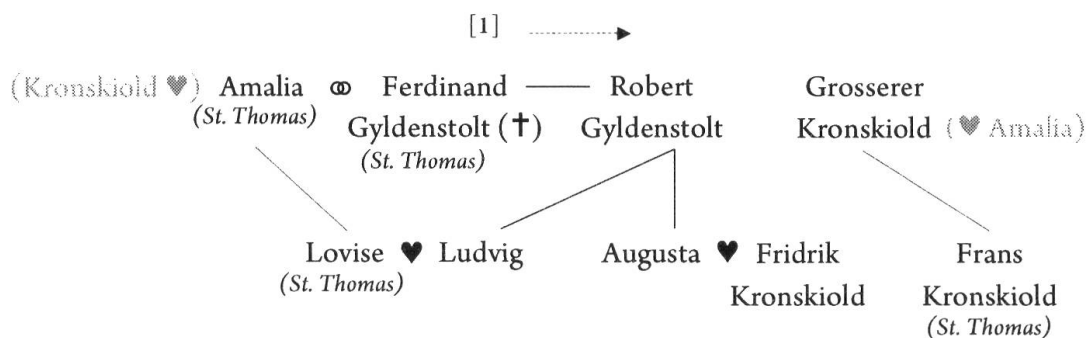 [1]
(Kronskiold ♥) Amalia ⚭ Ferdinand Robert Grosserer
(St. Thomas) Gyldenstolt (✝) Gyldenstolt Kronskiold (♥ Amalia)
(St. Thomas)
Lovise ♥ Ludvig Augusta ♥ Fridrik Frans
(St. Thomas) Kronskiold Kronskiold
(St. Thomas)